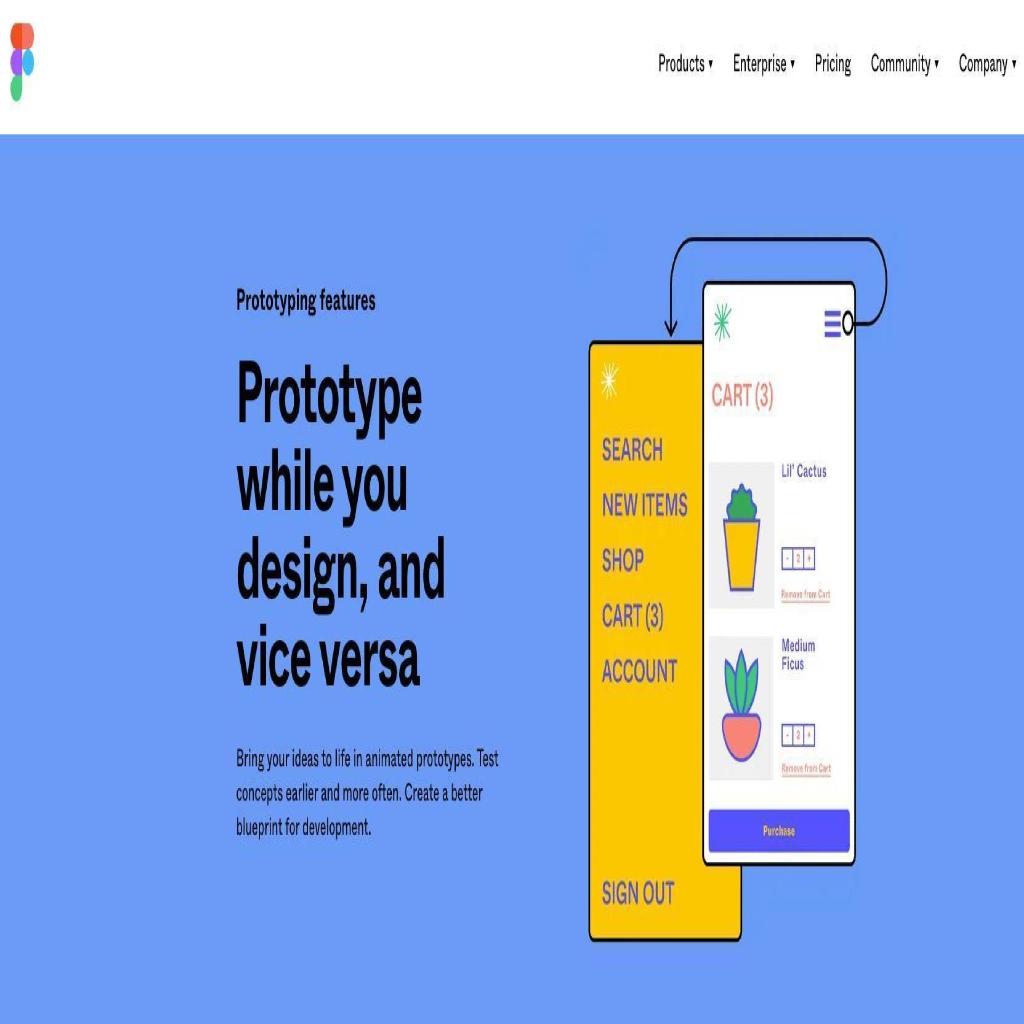 Products ▾ Enterprise ▾ Pricing Community ▾ Company ▾
Prototyping features
Prototype
while you
design, and
vice versa
Bring your ideas to life in animated prototypes. Test
concepts earlier and more often. Create a better
blueprint for development.
SEARCH
NEW ITEMS
SHOP
CART (3)
ACCOUNT
SIGN OUT
CART (3)
Lil' Cactus
- 2 +
Remove from Cart
Medium
Ficus
- 2 +
Remove from Cart
Purchase